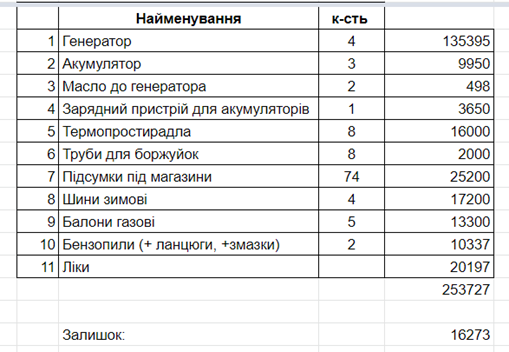 Найменування к-сть
1 Генератор 4 135395
2 Акумулятор 3 9950
3 Масло до генератора 2 498
4 Зарядний пристрій для акумуляторів 1 3650
5 Термопростирадла 8 16000
6 Труби для боржуйок 8 2000
7 Підсумки під магазини 74 25200
8 Шини зимові 4 17200
9 Балони газові 5 13300
10 Бензопили (+ ланцюги, +змазки) 2 10337
11 Ліки 20197
253727
Залишок: 16273